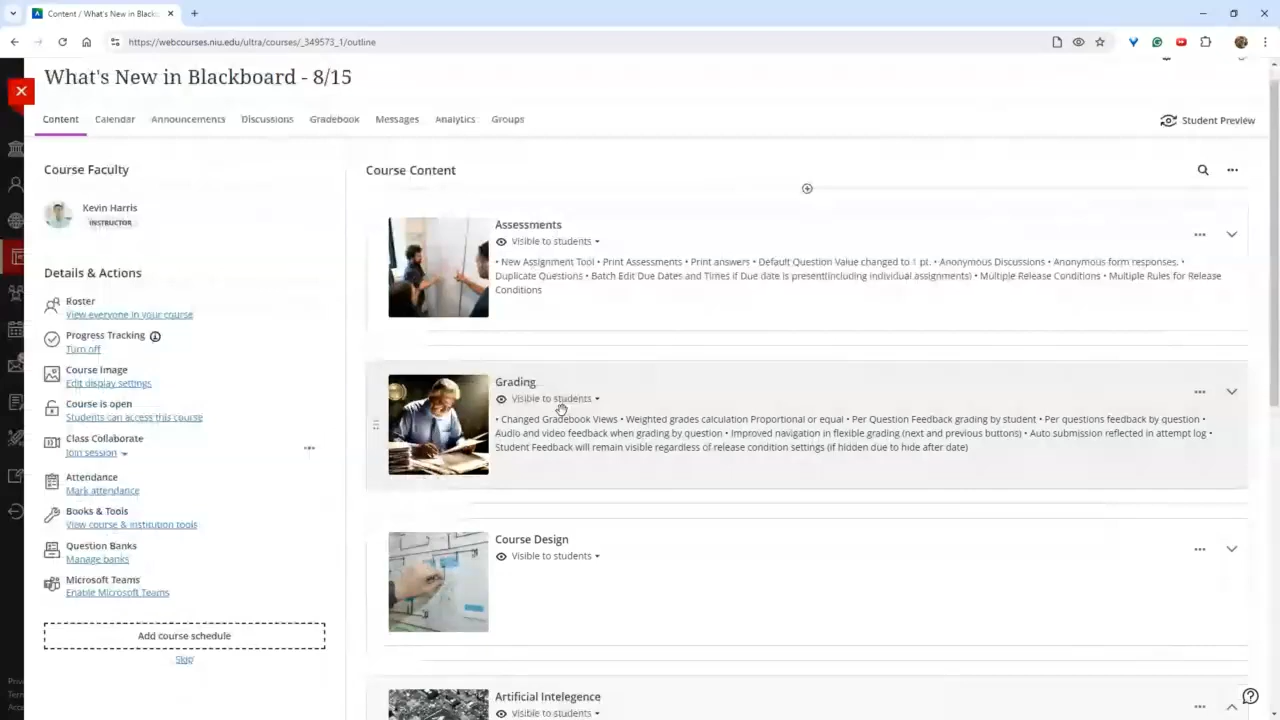 Content / What's New in Blackb
https://webcourses.niu.edu/ultra/courses/_349573_1/outline
What's New in Blackboard - 8/15
Content
Calendar
Announcements
Discussions
Gradebook
Messages
Analytics
Groups
Student Preview
Course Faculty
Kevin Harris
INSTRUCTOR
Details & Actions
Roster
View everyone in your course
Progress Tracking
Turn off
Course Image
Edit display settings
Course is open
Students can access this course
Class Collaborate
Join session
Attendance
Mark attendance
Books & Tools
View course & institution tools
Question Banks
Manage banks
Microsoft Teams
Enable Microsoft Teams
Add course schedule
Skip
Course Content
Assessments
Visible to students
• New Assignment Tool • Print Assessments • Print answers • Default Question Value changed to 1 pt. • Anonymous Discussions • Anonymous form responses. •
Duplicate Questions • Batch Edit Due Dates and Times if Due date is present(including individual assignments) • Multiple Release Conditions • Multiple Rules for Release
Conditions
Grading
Visible to students
• Changed Gradebook Views • Weighted grades calculation Proportional or equal • Per Question Feedback grading by student • Per questions feedback by question •
Audio and video feedback when grading by question • Improved navigation in flexible grading (next and previous buttons) • Auto submission reflected in attempt log •
Student Feedback will remain visible regardless of release condition settings (if hidden due to hide after date)
Course Design
Visible to students
Artificial Intelegence
Visible to students